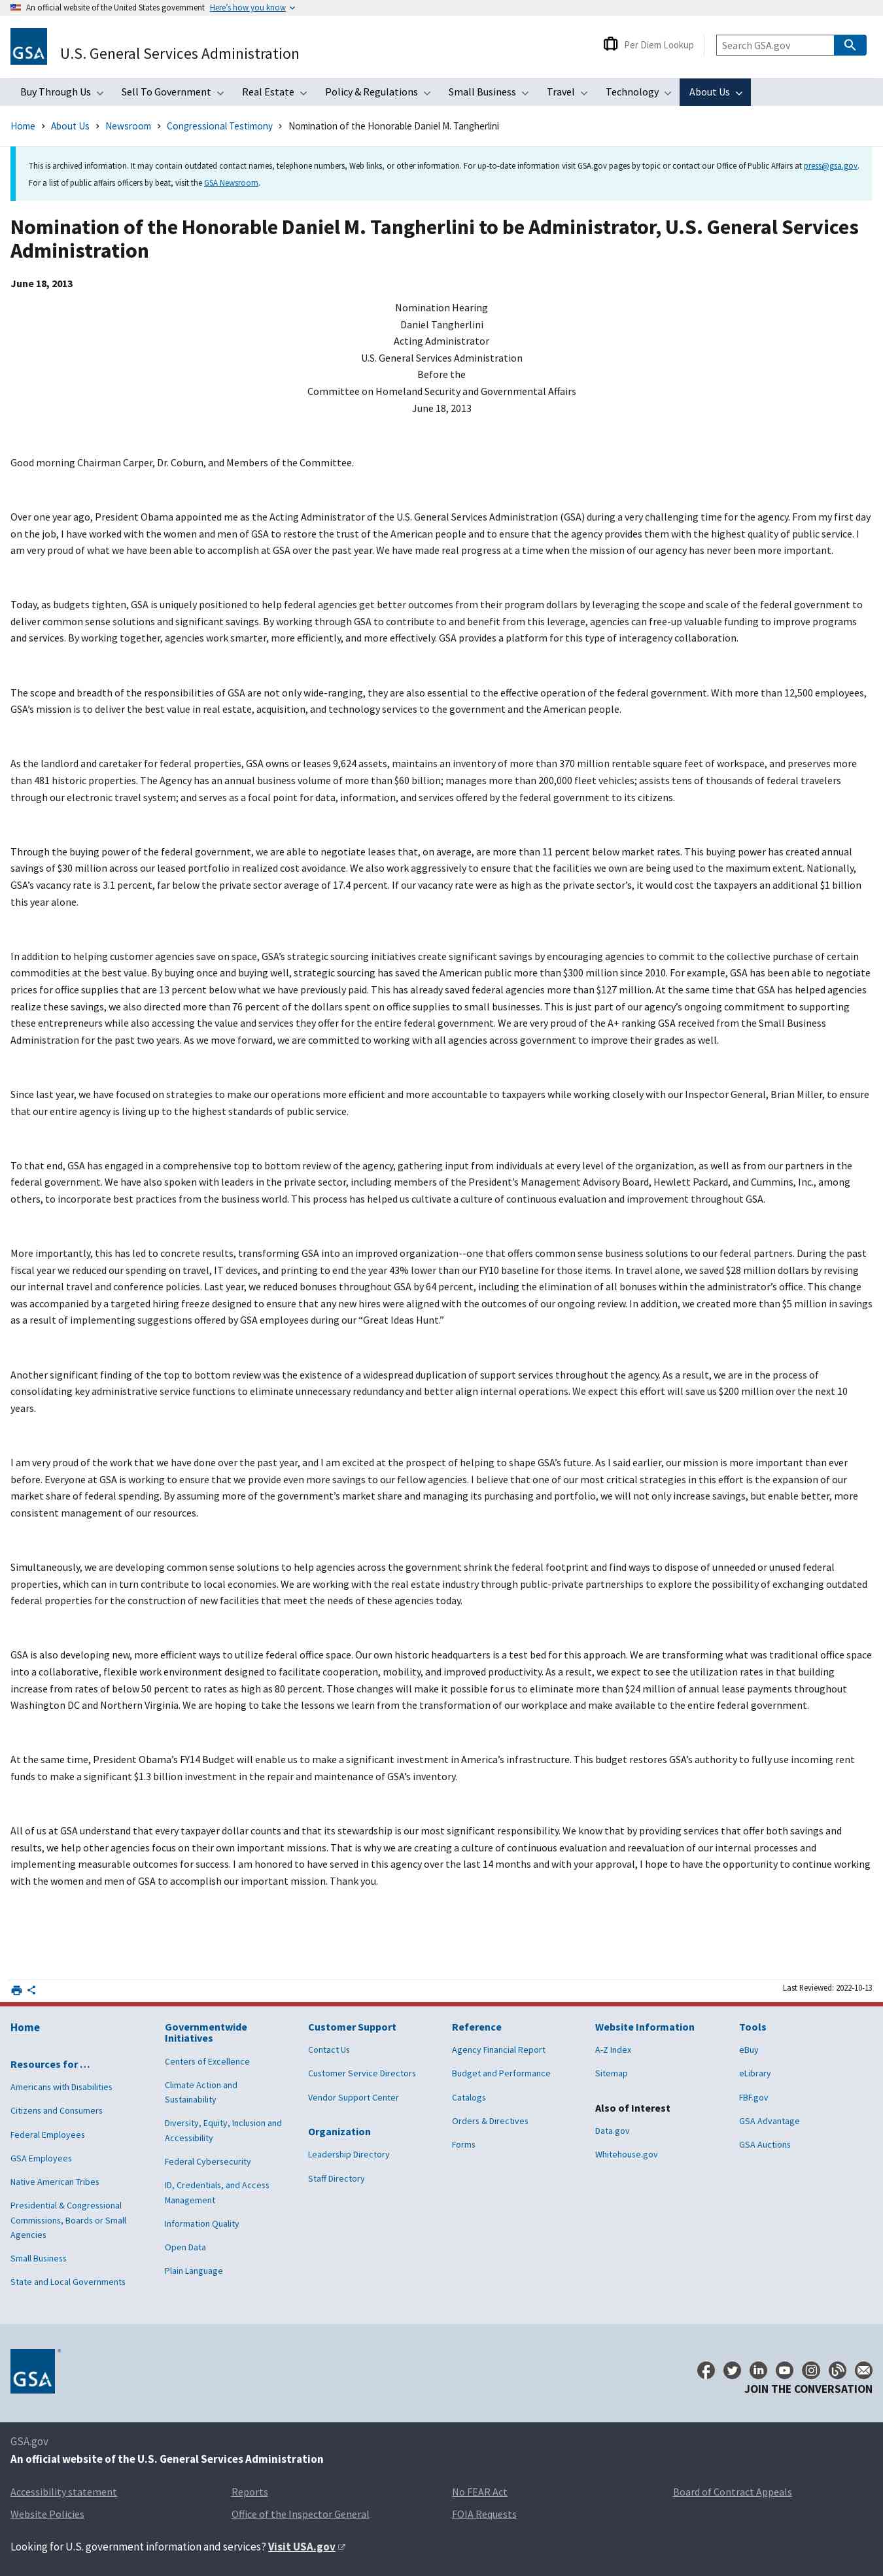 An official website of the United States government Here's how you know
GSA
U.S. General Services Administration
Per Diem Lookup
Search GSA.gov
Buy Through Us
Sell To Government
Real Estate
Policy & Regulations
Small Business
Travel
Technology
About Us
Home > About Us > Newsroom > Congressional Testimony > Nomination of the Honorable Daniel M. Tangherlini
This is archived information. It may contain outdated contact names, telephone numbers, Web links, or other information. For up-to-date information visit GSA.gov pages by topic or contact our Office of Public Affairs at press@gsa.gov.
For a list of public affairs officers by beat, visit the GSA Newsroom.
Nomination of the Honorable Daniel M. Tangherlini to be Administrator, U.S. General Services
Administration
June 18, 2013
Nomination Hearing
Daniel Tangherlini
Acting Administrator
U.S. General Services Administration
Before the
Committee on Homeland Security and Governmental Affairs
June 18, 2013
Good morning Chairman Carper, Dr. Coburn, and Members of the Committee.
Over one year ago, President Obama appointed me as the Acting Administrator of the U.S. General Services Administration (GSA) during a very challenging time for the agency. From my first day
on the job, I have worked with the women and men of GSA to restore the trust of the American people and to ensure that the agency provides them with the highest quality of public service. I
am very proud of what we have been able to accomplish at GSA over the past year. We have made real progress at a time when the mission of our agency has never been more important.
Today, as budgets tighten, GSA is uniquely positioned to help federal agencies get better outcomes from their program dollars by leveraging the scope and scale of the federal government to
deliver common sense solutions and significant savings. By working through GSA to contribute to and benefit from this leverage, agencies can free-up valuable funding to improve programs
and services. By working together, agencies work smarter, more efficiently, and more effectively. GSA provides a platform for this type of interagency collaboration.
The scope and breadth of the responsibilities of GSA are not only wide-ranging, they are also essential to the effective operation of the federal government. With more than 12,500 employees,
GSA's mission is to deliver the best value in real estate, acquisition, and technology services to the government and the American people.
As the landlord and caretaker for federal properties, GSA owns or leases 9,624 assets, maintains an inventory of more than 370 million rentable square feet of workspace, and preserves more
than 481 historic properties. The Agency has an annual business volume of more than $60 billion; manages more than 200,000 fleet vehicles; assists tens of thousands of federal travelers
through our electronic travel system; and serves as a focal point for data, information, and services offered by the federal government to its citizens.
Through the buying power of the federal government, we are able to negotiate leases that, on average, are more than 11 percent below market rates. This buying power has created annual
savings of $30 million across our leased portfolio in realized cost avoidance. We also work aggressively to ensure that the facilities we own are being used to the maximum extent. Nationally,
GSA's vacancy rate is 3.1 percent, far below the private sector average of 17.4 percent. If our vacancy rate were as high as the private sector's, it would cost the taxpayers an additional $1 billion
this year alone.
In addition to helping customer agencies save on space, GSA's strategic sourcing initiatives create significant savings by encouraging agencies to commit to the collective purchase of certain
commodities at the best value. By buying once and buying well, strategic sourcing has saved the American public more than $300 million since 2010. For example, GSA has been able to negotiate
prices for office supplies that are 13 percent below what we have previously paid. This has already saved federal agencies more than $127 million. At the same time that GSA has helped agencies
realize these savings, we also directed more than 76 percent of the dollars spent on office supplies to small businesses. This is just part of our agency's ongoing commitment to supporting
these entrepreneurs while also accessing the value and services they offer for the entire federal government. We are very proud of the A+ ranking GSA received from the Small Business
Administration for the past two years. As we move forward, we are committed to working with all agencies across government to improve their grades as well.
Since last year, we have focused on strategies to make our operations more efficient and more accountable to taxpayers while working closely with our Inspector General, Brian Miller, to ensure
that our entire agency is living up to the highest standards of public service.
To that end, GSA has engaged in a comprehensive top to bottom review of the agency, gathering input from individuals at every level of the organization, as well as from our partners in the
federal government. We have also spoken with leaders in the private sector, including members of the President's Management Advisory Board, Hewlett Packard, and Cummins, Inc., among
others, to incorporate best practices from the business world. This process has helped us cultivate a culture of continuous evaluation and improvement throughout GSA.
More importantly, this has led to concrete results, transforming GSA into an improved organization--one that offers common sense business solutions to our federal partners. During the past
fiscal year we reduced our spending on travel, IT devices, and printing to end the year 43% lower than our FY10 baseline for those items. In travel alone, we saved $28 million dollars by revising
our internal travel and conference policies. Last year, we reduced bonuses throughout GSA by 64 percent, including the elimination of all bonuses within the administrator's office. This change
was accompanied by a targeted hiring freeze designed to ensure that any new hires were aligned with the outcomes of our ongoing review. In addition, we created more than $5 million in savings
as a result of implementing suggestions offered by GSA employees during our “Great Ideas Hunt.”
Another significant finding of the top to bottom review was the existence of a widespread duplication of support services throughout the agency. As a result, we are in the process of
consolidating key administrative service functions to eliminate unnecessary redundancy and better align internal operations. We expect this effort will save us $200 million over the next 10
years.
I am very proud of the work that we have done over the past year, and I am excited at the prospect of helping to shape GSA's future. As I said earlier, our mission is more important than ever
before. Everyone at GSA is working to ensure that we provide even more savings to our fellow agencies. I believe that one of our most critical strategies in this effort is the expansion of our
market share of federal spending. By assuming more of the government's market share and managing its purchasing and portfolio, we will not only increase savings, but enable better, more
consistent management of our resources.
Simultaneously, we are developing common sense solutions to help agencies across the government shrink the federal footprint and find ways to dispose of unneeded or unused federal
properties, which can in turn contribute to local economies. We are working with the real estate industry through public-private partnerships to explore the possibility of exchanging outdated
federal properties for the construction of new facilities that meet the needs of these agencies today.
GSA is also developing new, more efficient ways to utilize federal office space. Our own historic headquarters is a test bed for this approach. We are transforming what was traditional office space
into a collaborative, flexible work environment designed to facilitate cooperation, mobility, and improved productivity. As a result, we expect to see the utilization rates in that building
increase from rates of below 50 percent to rates as high as 80 percent. Those changes will make it possible for us to eliminate more than $24 million of annual lease payments throughout
Washington DC and Northern Virginia. We are hoping to take the lessons we learn from the transformation of our workplace and make available to the entire federal government.
At the same time, President Obama's FY14 Budget will enable us to make a significant investment in America's infrastructure. This budget restores GSA's authority to fully use incoming rent
funds to make a significant $1.3 billion investment in the repair and maintenance of GSA's inventory.
All of us at GSA understand that every taxpayer dollar counts and that its stewardship is our most significant responsibility. We know that by providing services that offer both savings and
results, we help other agencies focus on their own important missions. That is why we are creating a culture of continuous evaluation and reevaluation of our internal processes and
implementing measurable outcomes for success. I am honored to have served in this agency over the last 14 months and with your approval, I hope to have the opportunity to continue working
with the women and men of GSA to accomplish our important mission. Thank you.
Last Reviewed: 2022-10-13
Home
Resources for …
Americans with Disabilities
Citizens and Consumers
Federal Employees
GSA Employees
Native American Tribes
Presidential & Congressional
Commissions, Boards or Small
Agencies
Small Business
State and Local Governments
Governmentwide
Initiatives
Centers of Excellence
Climate Action and
Sustainability
Diversity, Equity, Inclusion and
Accessibility
Federal Cybersecurity
ID, Credentials, and Access
Management
Information Quality
Open Data
Plain Language
Customer Support
Contact Us
Customer Service Directors
Vendor Support Center
Organization
Leadership Directory
Staff Directory
Reference
Agency Financial Report
Budget and Performance
Catalogs
Orders & Directives
Forms
Website Information
A-Z Index
Sitemap
Also of Interest
Data.gov
Whitehouse.gov
Tools
eBuy
eLibrary
FBF.gov
GSA Advantage
GSA Auctions
GSA ®
JOIN THE CONVERSATION
GSA.gov
An official website of the U.S. General Services Administration
Accessibility statement
Reports
No FEAR Act
Board of Contract Appeals
Website Policies
Office of the Inspector General
FOIA Requests
Looking for U.S. government information and services? Visit USA.gov